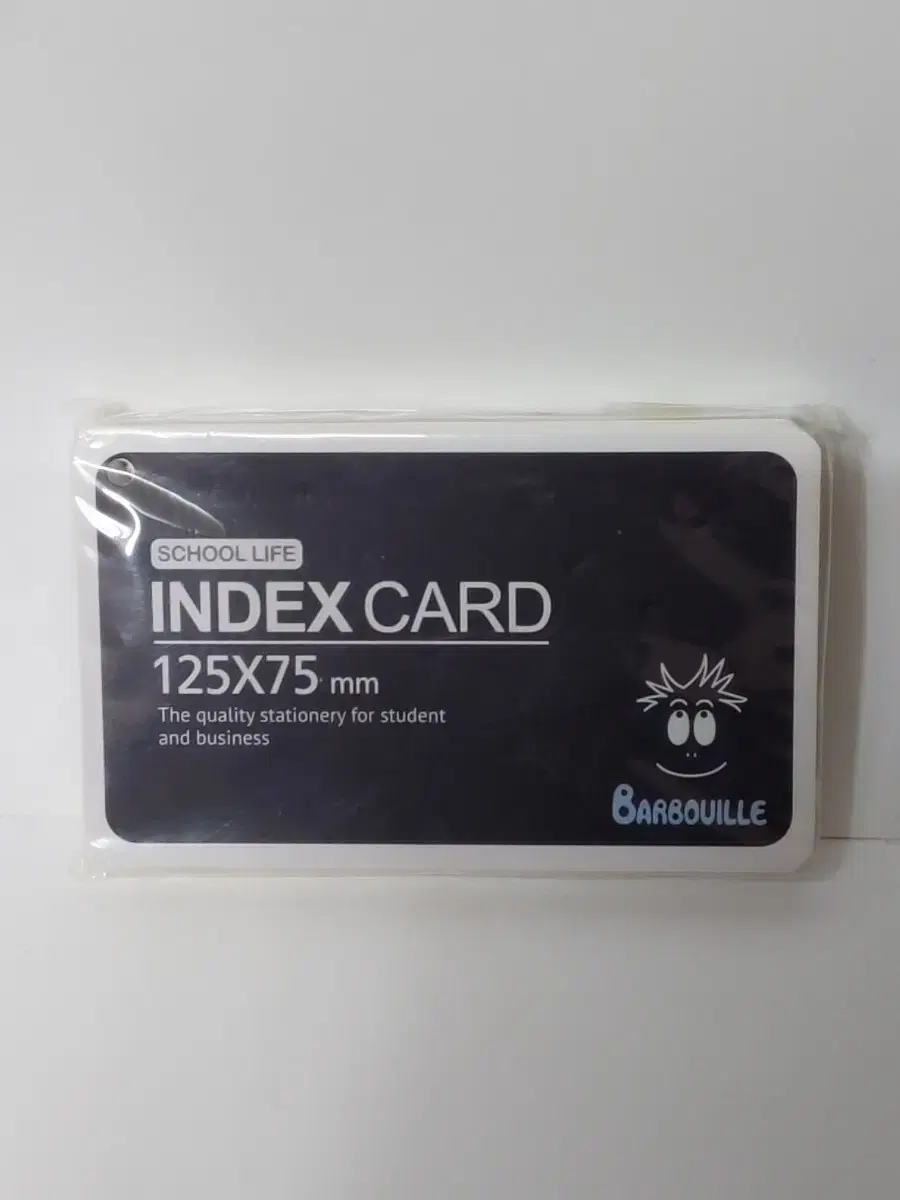 SCHOOL LIFE
INDEX CARD
125X75 mm
The quality stationery for student
and business
BARBOUILLE